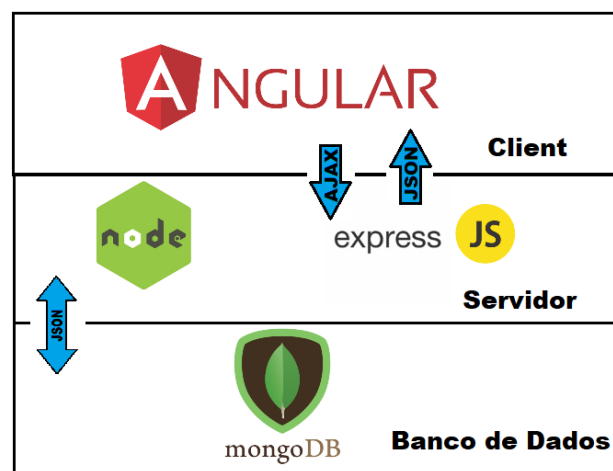 ANGULAR
Client
AJAX
JSON
node
express JS
Servidor
JSON
mongoDB
Banco de Dados